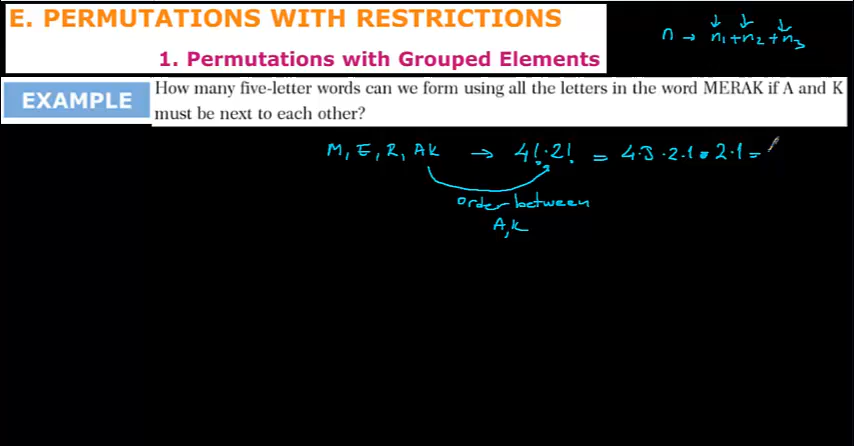 E. PERMUTATIONS WITH RESTRICTIONS
n → n₁+n₂+n₃
1. Permutations with Grouped Elements
EXAMPLE
How many five-letter words can we form using all the letters in the word MERAK if A and K
must be next to each other?
M, E, R, AK → 4!·2! = 4·3·2·1·2·1=
order between
A,K